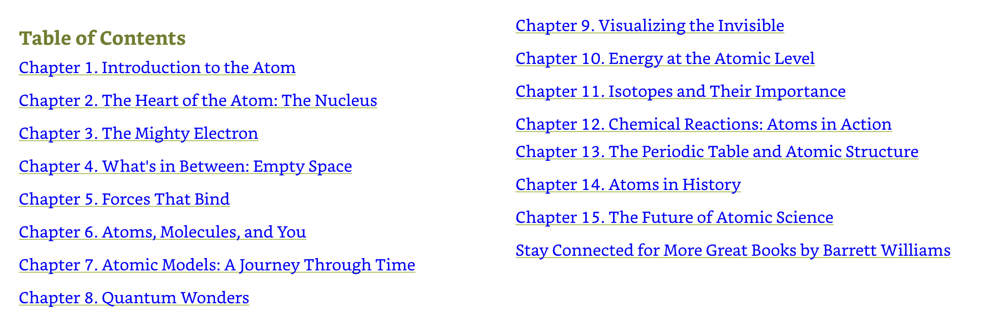 Table of Contents
Chapter 1. Introduction to the Atom
Chapter 2. The Heart of the Atom: The Nucleus
Chapter 3. The Mighty Electron
Chapter 4. What's in Between: Empty Space
Chapter 5. Forces That Bind
Chapter 6. Atoms, Molecules, and You
Chapter 7. Atomic Models: A Journey Through Time
Chapter 8. Quantum Wonders
Chapter 9. Visualizing the Invisible
Chapter 10. Energy at the Atomic Level
Chapter 11. Isotopes and Their Importance
Chapter 12. Chemical Reactions: Atoms in Action
Chapter 13. The Periodic Table and Atomic Structure
Chapter 14. Atoms in History
Chapter 15. The Future of Atomic Science
Stay Connected for More Great Books by Barrett Williams